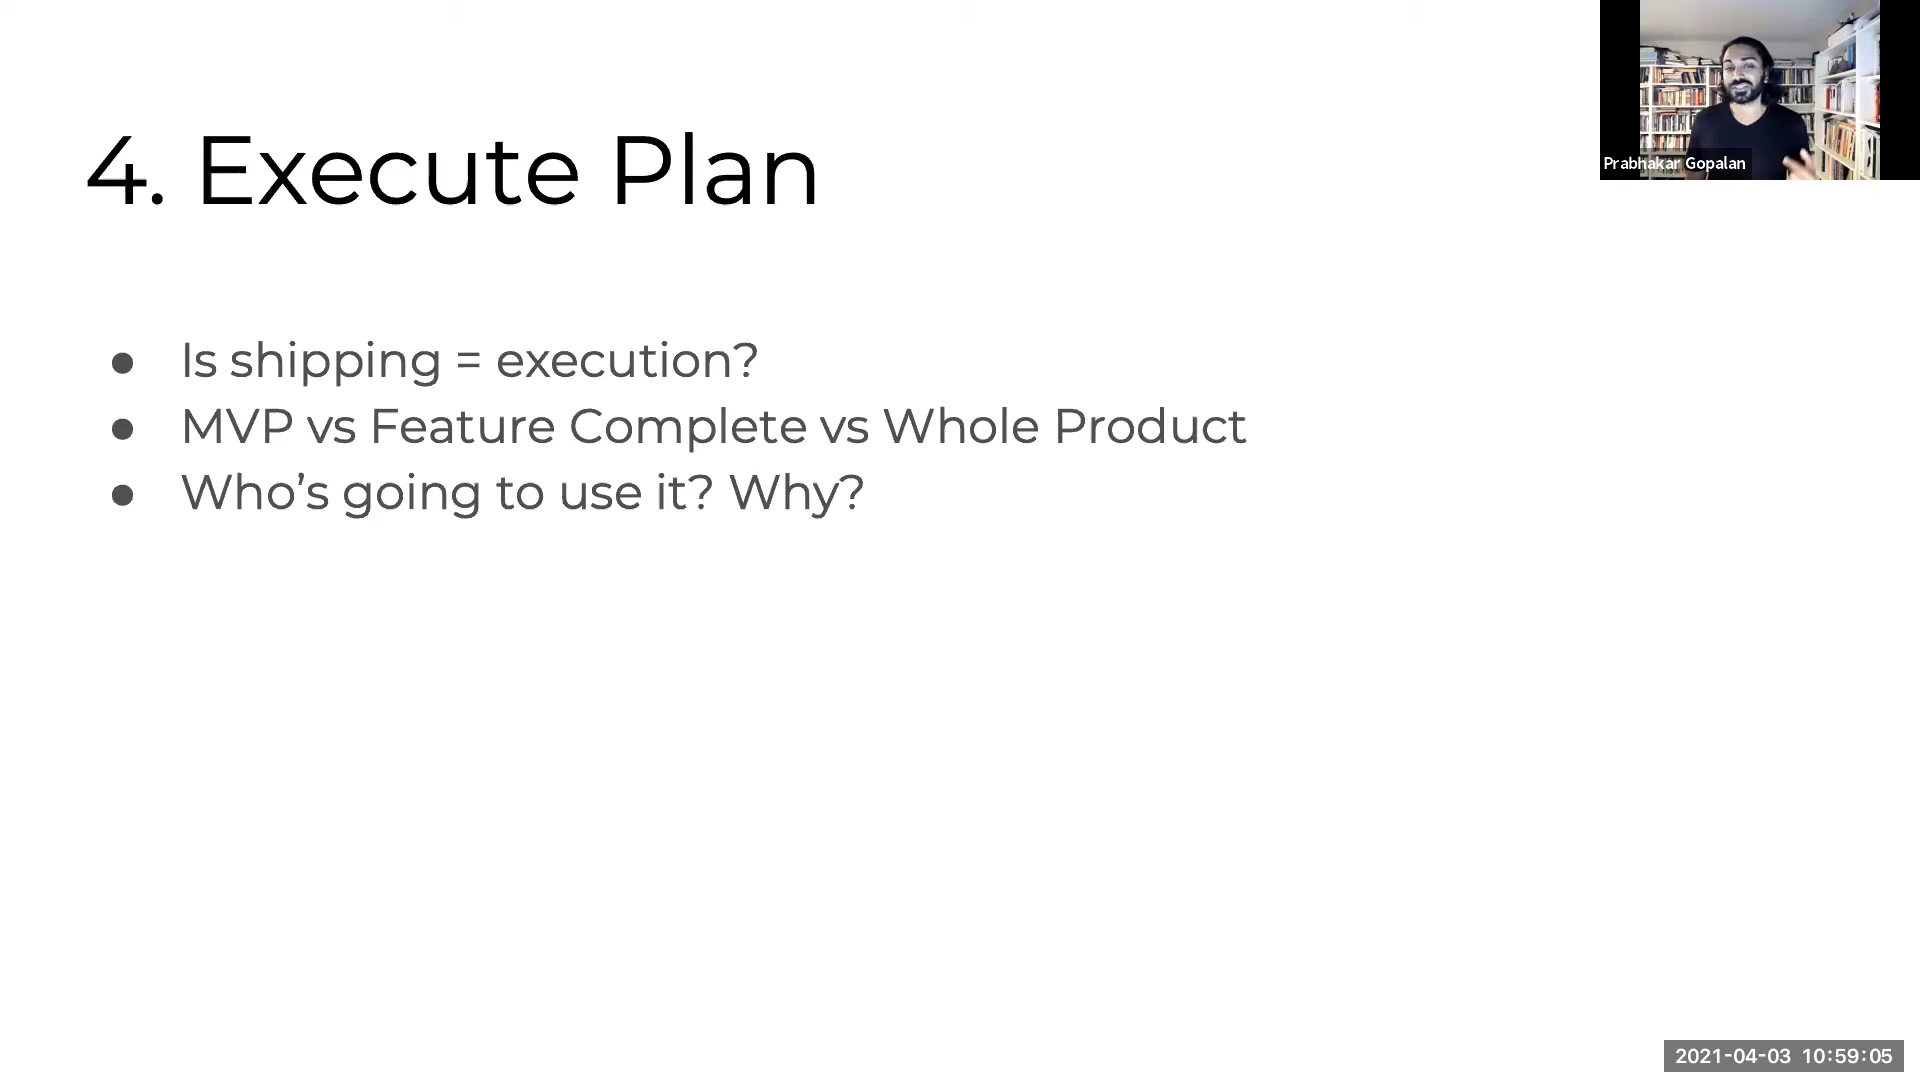 4. Execute Plan
● Is shipping = execution?
● MVP vs Feature Complete vs Whole Product
● Who’s going to use it? Why?
Prabhakar Gopalan
2021-04-03 10:59:05